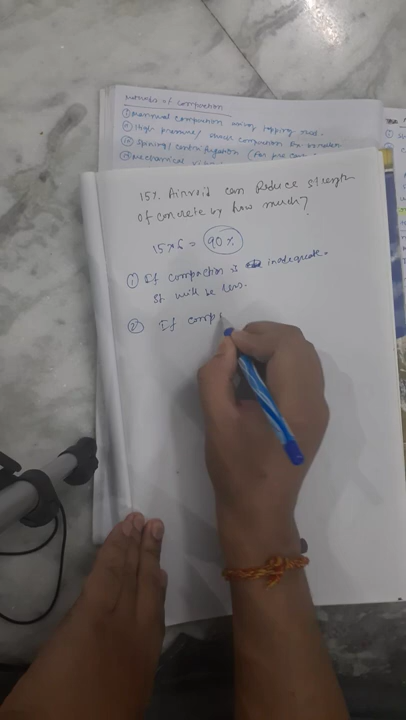 Methods of compaction
① Manual compaction using tapping rod.
② High pressure/ shock compaction for
③ Spinning/ centrifugation (for
④ Mechanical
15% Airvoid can Reduce strength
of concrete by how much?
15×6 = 90%
① If compaction is inadequate.
St will be less.
② If comp